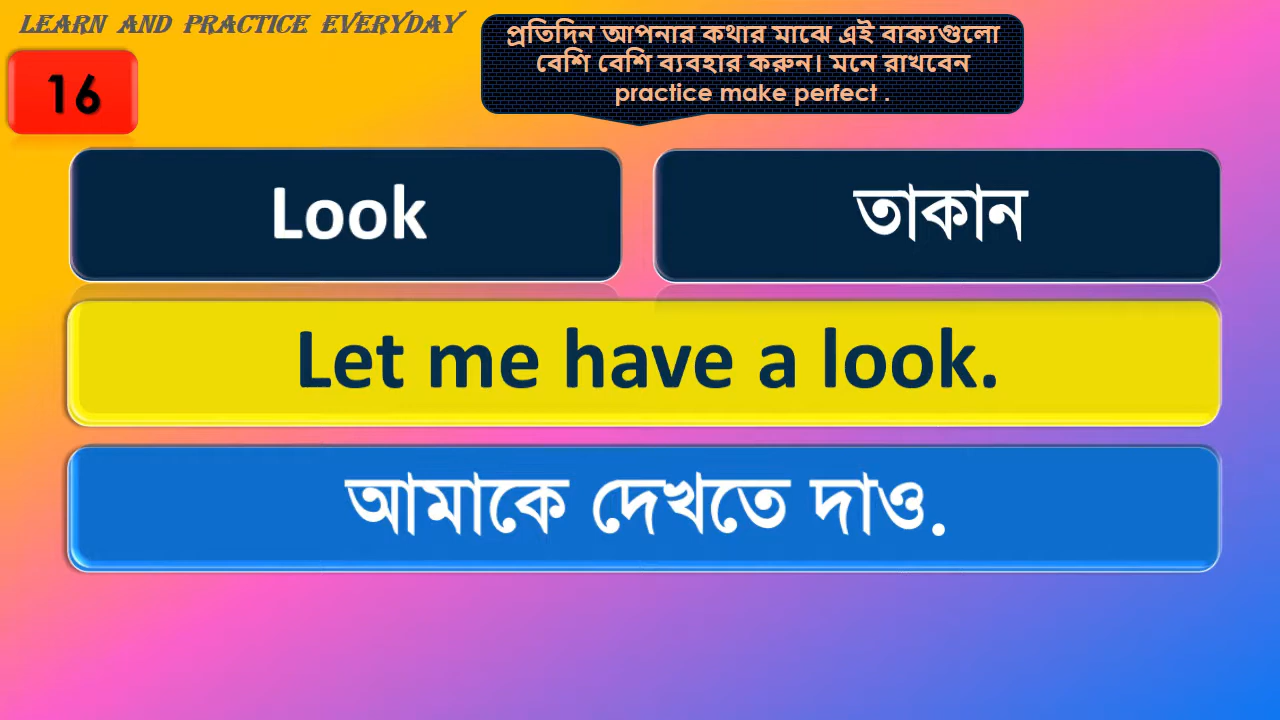 LEARN AND PRACTICE EVERYDAY
16
প্রতিদিন আপনার কথার মাঝে এই বাক্যগুলো
বেশি বেশি ব্যবহার করুন। মনে রাখবেন
practice make perfect .
Look
তাকান
Let me have a look.
আমাকে দেখতে দাও.